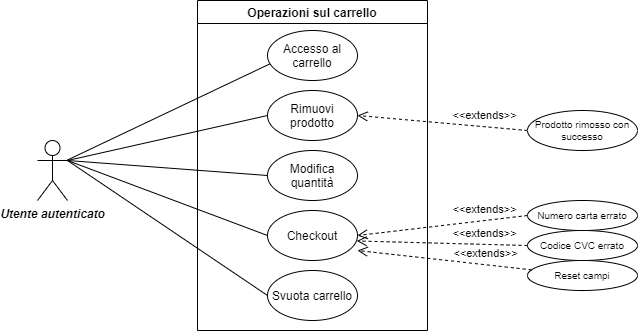 Operazioni sul carrello
Accesso al
carrello
Rimuovi
prodotto
<<extends>>
Prodotto rimosso con
successo
Modifica
quantità
Utente autenticato
Checkout
<<extends>>
Numero carta errato
<<extends>>
Codice CVC errato
<<extends>>
Reset campi
Svuota carrello